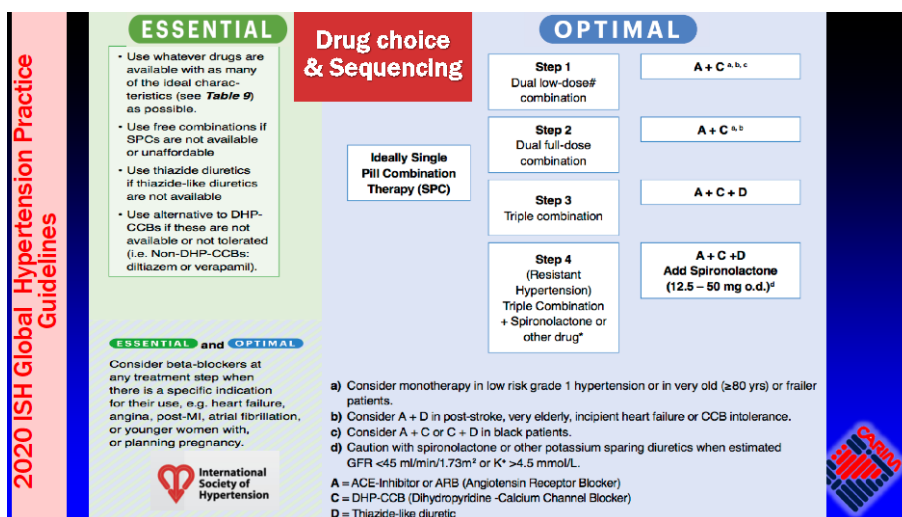 2020 ISH Global Hypertension Practice
Guidelines
ESSENTIAL
• Use whatever drugs are
available with as many
of the ideal charac-
teristics (see Table 9)
as possible.
• Use free combinations if
SPCs are not available
or unaffordable
• Use thiazide diuretics
if thiazide-like diuretics
are not available
• Use alternative to DHP-
CCBs if these are not
available or not tolerated
(i.e. Non-DHP-CCBs:
diltiazem or verapamil).
ESSENTIAL and OPTIMAL
Consider beta-blockers at
any treatment step when
there is a specific indication
for their use, e.g. heart failure,
angina, post-MI, atrial fibrillation,
or younger women with,
or planning pregnancy.
International
Society of
Hypertension
Drug choice
& Sequencing
OPTIMAL
Ideally Single
Pill Combination
Therapy (SPC)
Step 1
Dual low-dose#
combination
A + C a, b, c
Step 2
Dual full-dose
combination
A + C a, b
Step 3
Triple combination
A + C + D
Step 4
(Resistant
Hypertension)
Triple Combination
+ Spironolactone or
other drug*
A + C +D
Add Spironolactone
(12.5 – 50 mg o.d.)d
a) Consider monotherapy in low risk grade 1 hypertension or in very old (≥80 yrs) or frailer
patients.
b) Consider A + D in post-stroke, very elderly, incipient heart failure or CCB intolerance.
c) Consider A + C or C + D in black patients.
d) Caution with spironolactone or other potassium sparing diuretics when estimated
GFR <45 ml/min/1.73m² or K⁺ >4.5 mmol/L.
A = ACE-Inhibitor or ARB (Angiotensin Receptor Blocker)
C = DHP-CCB (Dihydropyridine -Calcium Channel Blocker)
D = Thiazide-like diuretic
CARIM